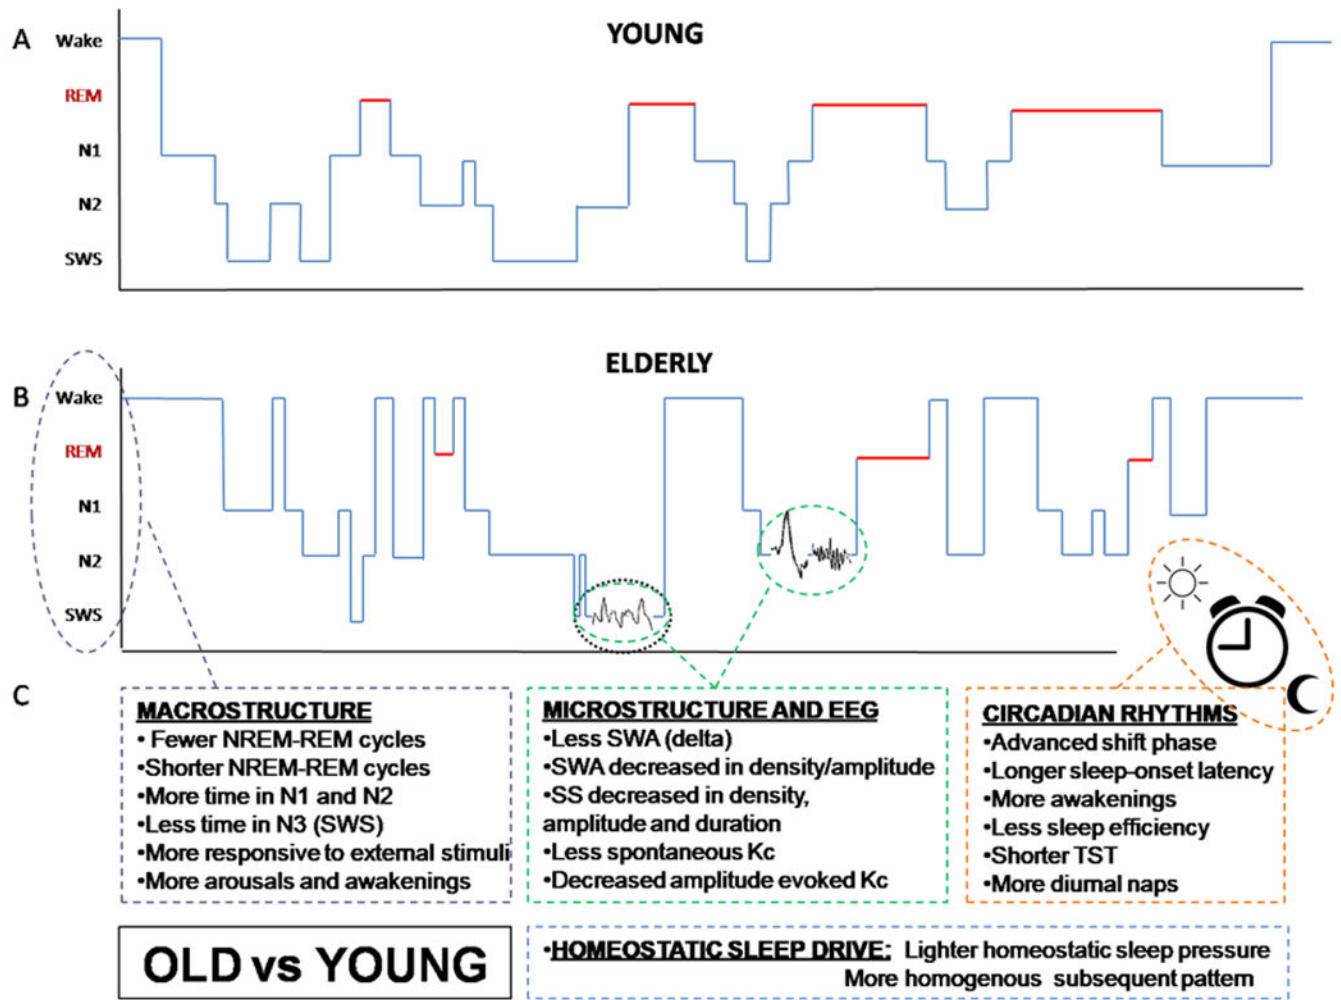 A
YOUNG
Wake
REM
N1
N2
SWS
B
ELDERLY
Wake
REM
N1
N2
SWS
C
MACROSTRUCTURE
• Fewer NREM-REM cycles
•Shorter NREM-REM cycles
•More time in N1 and N2
•Less time in N3 (SWS)
•More responsive to external stimuli
•More arousals and awakenings
MICROSTRUCTURE AND EEG
•Less SWA (delta)
•SWA decreased in density/amplitude
•SS decreased in density,
amplitude and duration
•Less spontaneous Kc
•Decreased amplitude evoked Kc
CIRCADIAN RHYTHMS
•Advanced shift phase
•Longer sleep-onset latency
•More awakenings
•Less sleep efficiency
•Shorter TST
•More diurnal naps
OLD vs YOUNG
•HOMEOSTATIC SLEEP DRIVE: Lighter homeostatic sleep pressure
More homogenous subsequent pattern